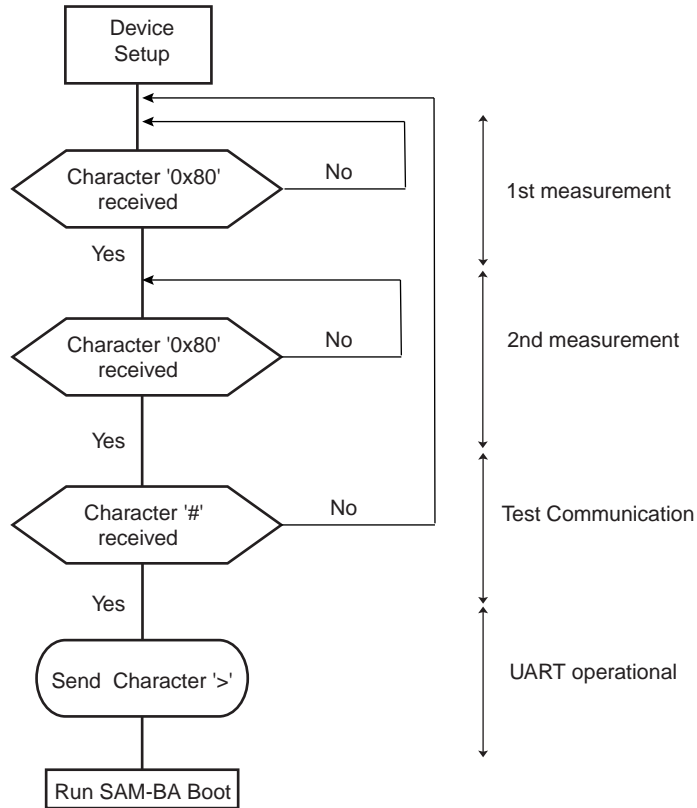 Device
Setup
Character '0x80'
received
No
1st measurement
Yes
Character '0x80'
received
No
2nd measurement
Yes
Character '#'
received
No
Test Communication
Yes
Send Character '>'
UART operational
Run SAM-BA Boot